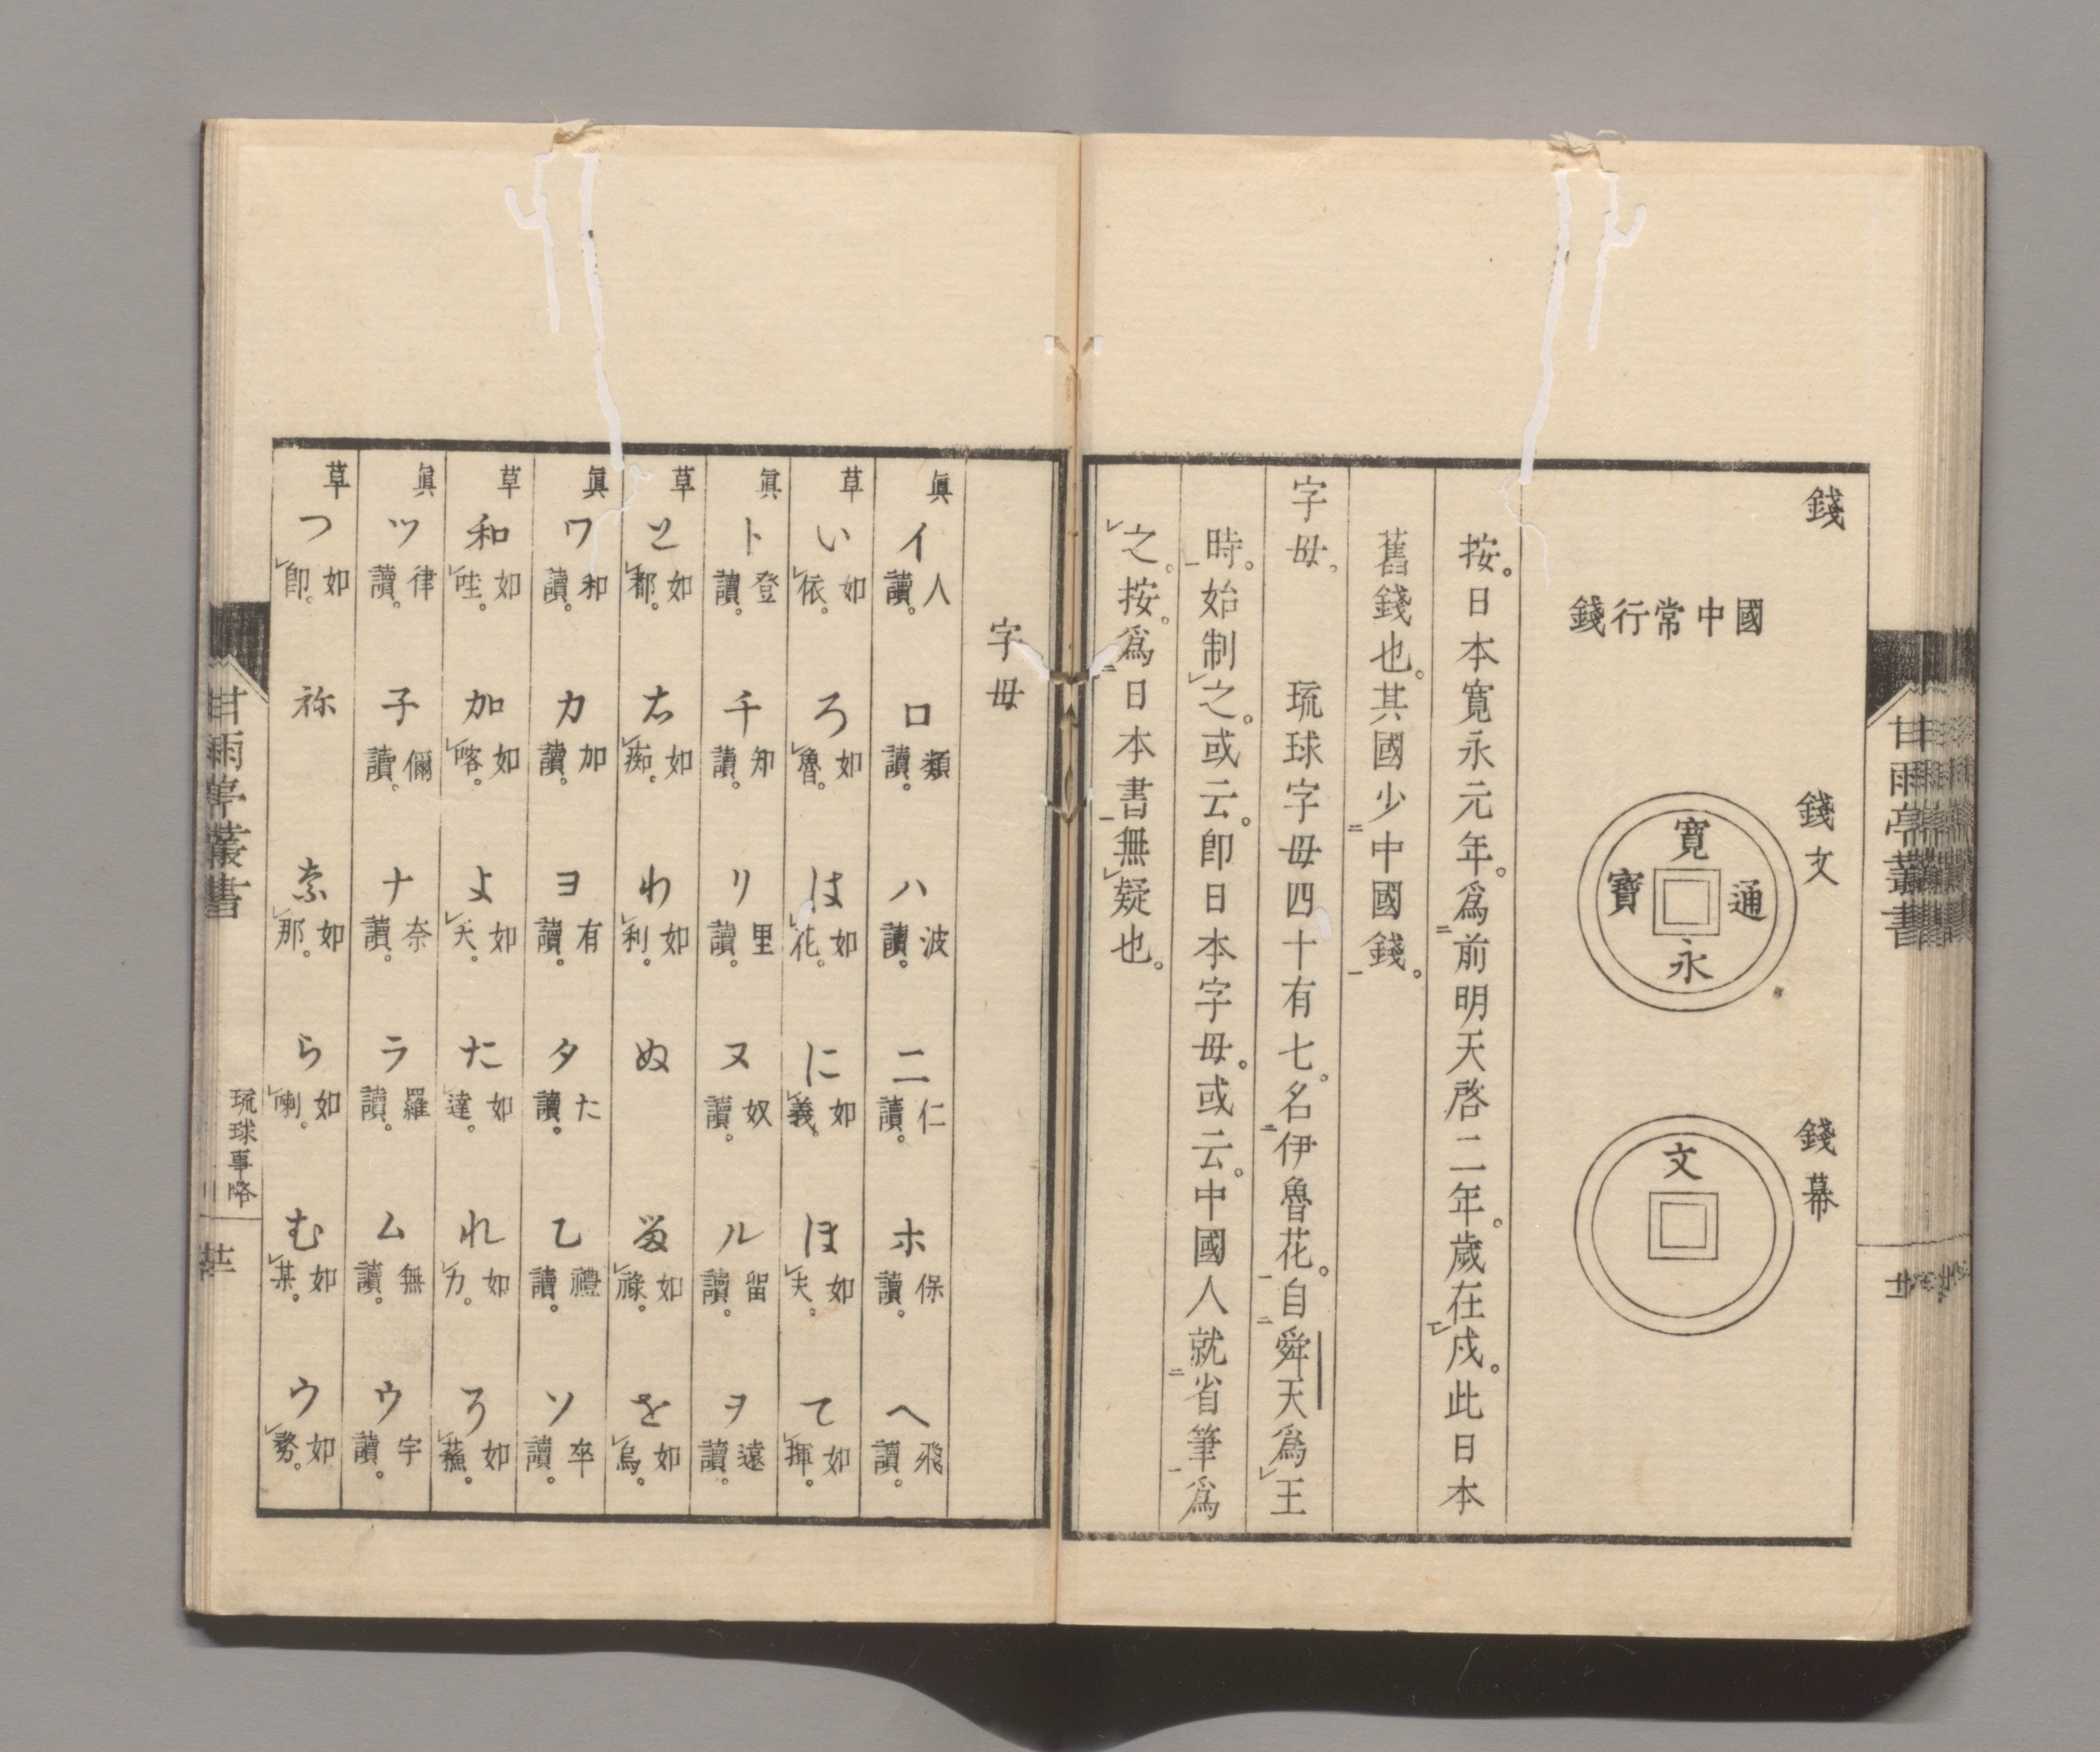 錢
錢文
錢幕
國中常行錢
寛永通寶
文
按。日本寛永元年。爲前明天啓二年。歲在戍。此日本
舊錢也。其國少中國錢。
字母。 琉球字母四十有七。名伊魯花。自舜天爲王
時。始制之。或云。卽日本字母。或云。中國人就省筆爲
之。按。爲日本書無疑也。
甘雨亭叢書
字母
眞 イ人讀。 ロ類讀。 ハ波讀。 ニ仁讀。 ホ保讀。 ヘ飛讀。
草 い如依。 ろ如魯。 は如花。 に如義。 ほ如夫。 て如揮。
眞 ト登讀。 千知讀。 リ里讀。 ヌ奴讀。 ル留讀。 ヲ遠讀。
草 と如都。 ち如痴。 わ如利。 ぬ る如祿。 を如烏。
眞 ワ和讀。 カ加讀。 ヨ有讀。 タた讀。 乙禮讀。 ソ卒讀。
草 和如哇。 加如喀。 よ如夭。 た如達。 れ如力。 ろ如蘓。
眞 ツ律讀。 子儞讀。 ナ奈讀。 ラ羅讀。 ム無讀。 ウ宇讀。
草 つ如卽。 祢 奈如那。 ら如喇。 む如某。 ウ如務。
甘雨亭叢書
琉球事略